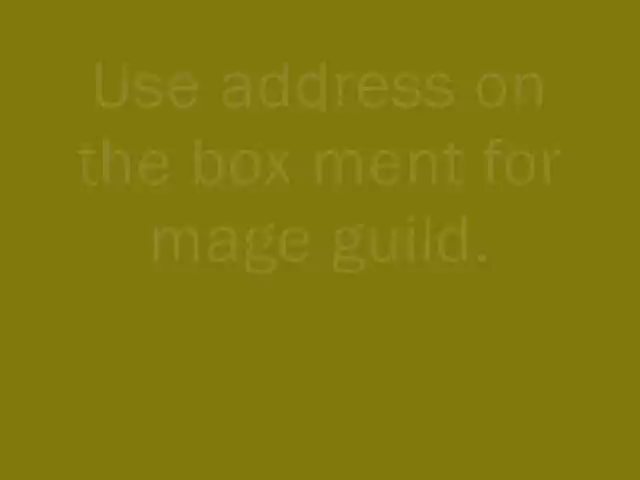 Use address on
the box ment for
mage guild.